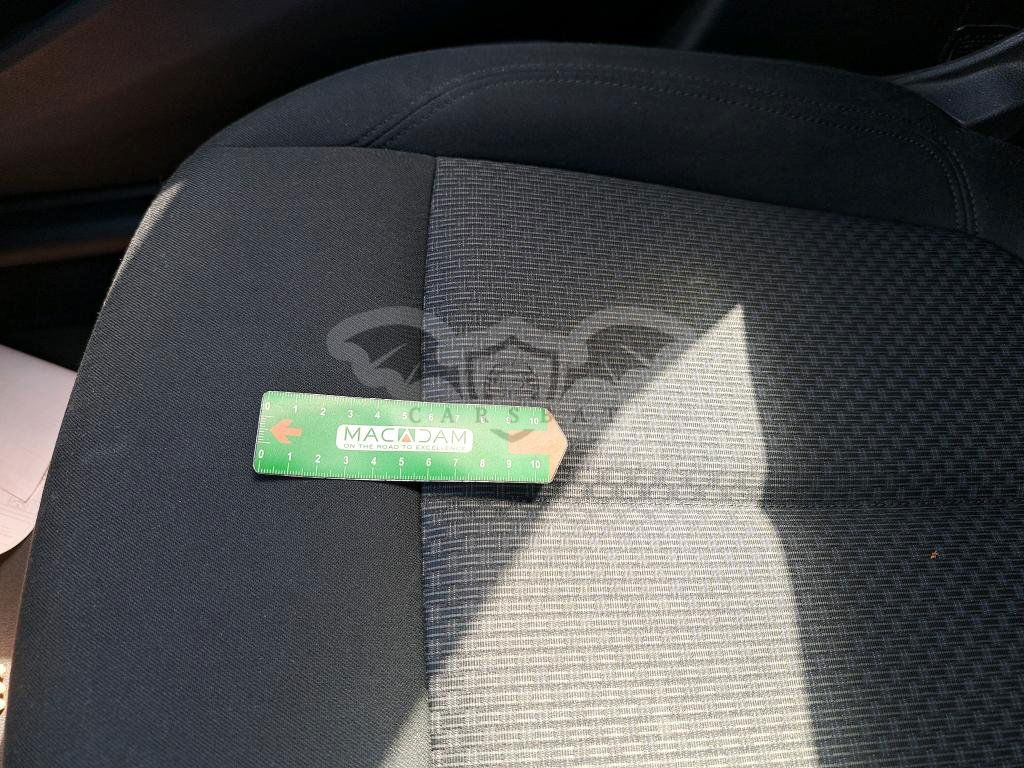 0 1 2 3 4 5 6 7 8 9 10
CARSEAT
MACADAM
ON THE ROAD TO EXCELLENCE
0 1 2 3 4 5 6 7 8 9 10